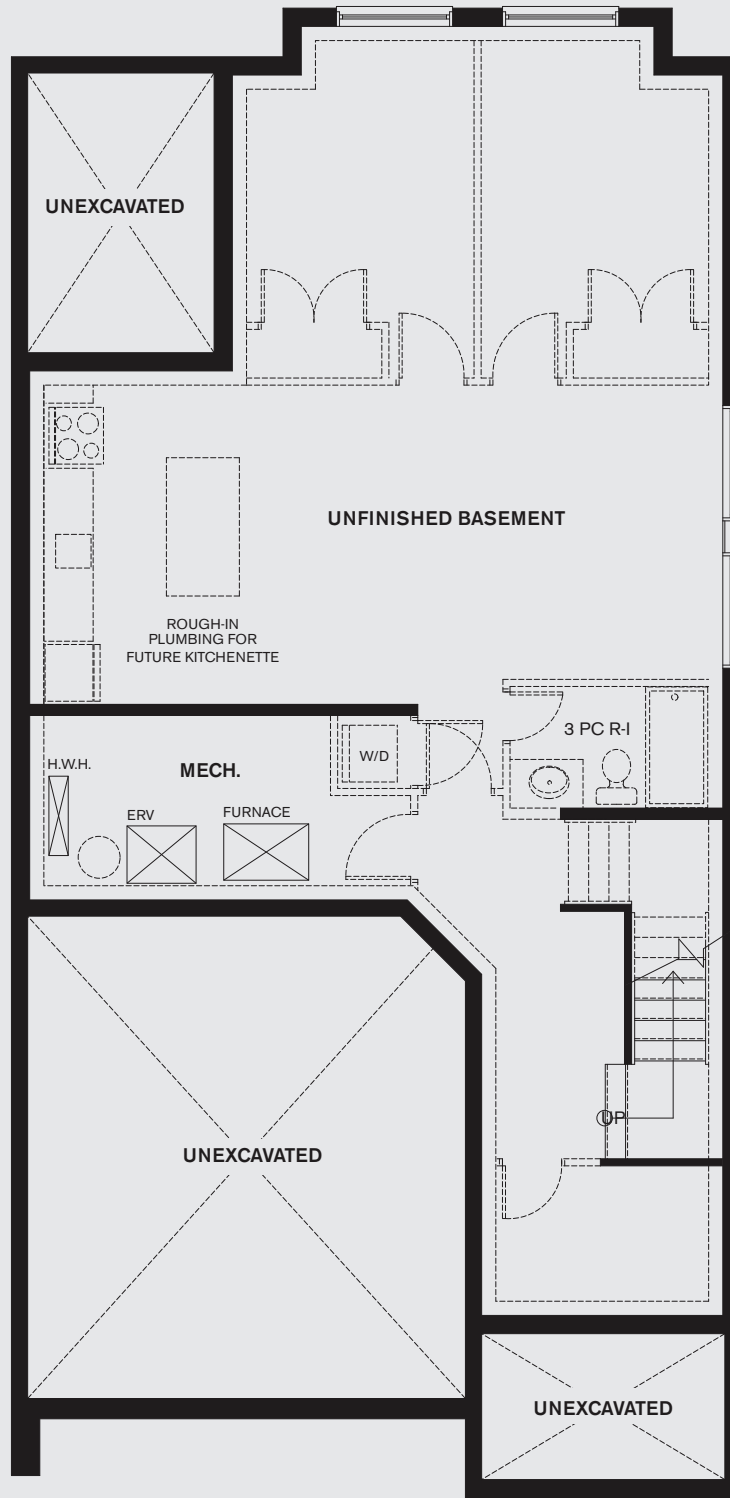 UNEXCAVATED
UNFINISHED BASEMENT
ROUGH-IN
PLUMBING FOR
FUTURE KITCHENETTE
3 PC R-I
W/D
H.W.H.
MECH.
ERV
FURNACE
UP
UNEXCAVATED
UNEXCAVATED